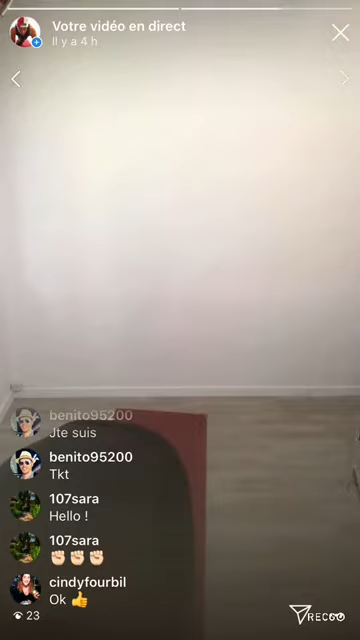 Votre vidéo en direct
Il y a 4 h
benito95200
Jte suis
benito95200
Tkt
107sara
Hello !
107sara
✊🏻✊🏻✊🏻
cindyfourbil
Ok 👍
23